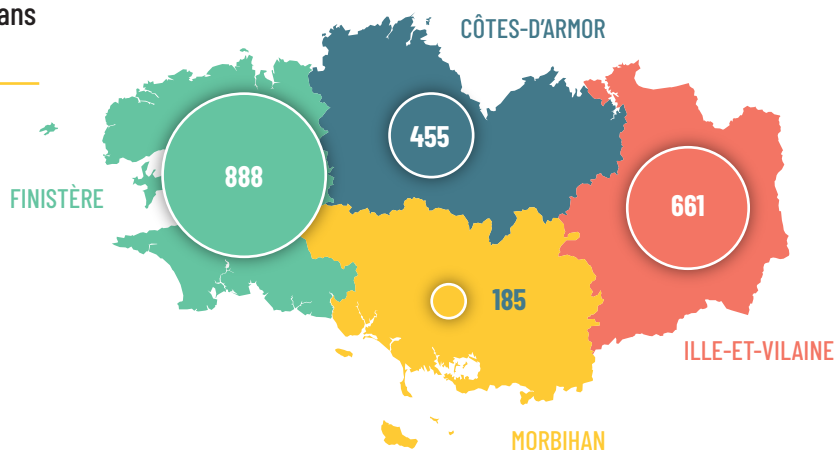 ans
CÔTES-D'ARMOR
455
888
FINISTÈRE
661
185
ILLE-ET-VILAINE
MORBIHAN